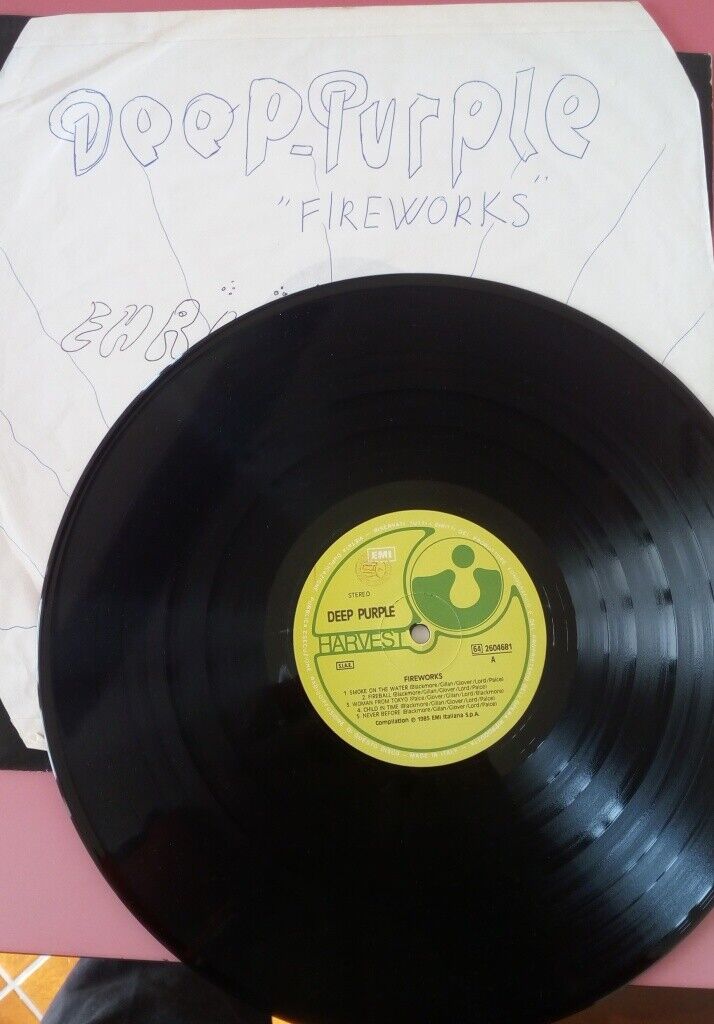 Deep-Purple
"FIREWORKS"
EMI
STEREO
DEEP PURPLE
HARVEST
64 2604681
S.I.A.E.
A
FIREWORKS
1. SMOKE ON THE WATER (Blackmore/Gillan/Glover/Lord/Paice)
2. FIREBALL (Blackmore/Gillan/Glover/Lord/Paice)
3. WOMAN FROM TOKYO (Paice/Gillan/Glover/Lord/Blackmore)
4. CHILD IN TIME (Blackmore/Gillan/Glover/Lord/Paice)
5. NEVER BEFORE (Blackmore/Gillan/Glover/Lord/Paice)
Compilation © 1985 EMI Italiana S.p.A.
MADE IN ITALY